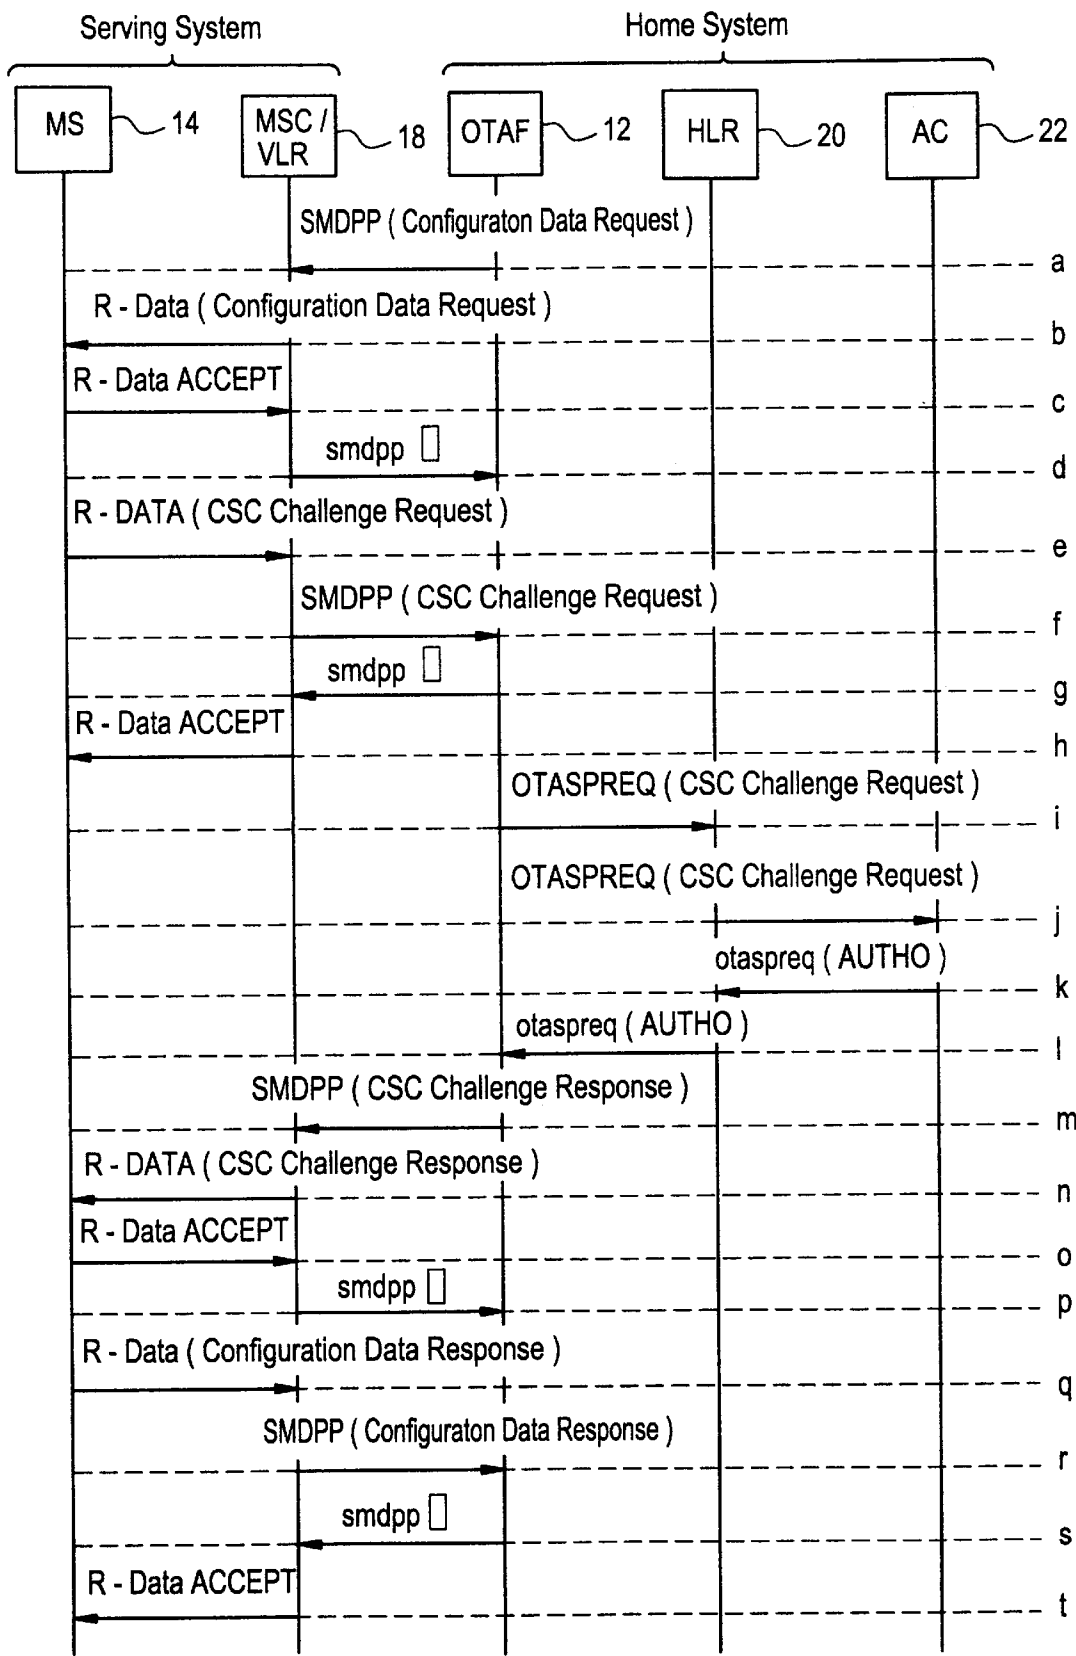 Serving System
Home System
MS
14
MSC /
VLR
18
OTAF
12
HLR
20
AC
22
SMDPP ( Configuraton Data Request )
a
R - Data ( Configuration Data Request )
b
R - Data ACCEPT
c
smdpp []
d
R - DATA ( CSC Challenge Request )
e
SMDPP ( CSC Challenge Request )
f
smdpp []
g
R - Data ACCEPT
h
OTASPREQ ( CSC Challenge Request )
i
OTASPREQ ( CSC Challenge Request )
j
otaspreq ( AUTHO )
k
otaspreq ( AUTHO )
l
SMDPP ( CSC Challenge Response )
m
R - DATA ( CSC Challenge Response )
n
R - Data ACCEPT
o
smdpp []
p
R - Data ( Configuration Data Response )
q
SMDPP ( Configuraton Data Response )
r
smdpp []
s
R - Data ACCEPT
t